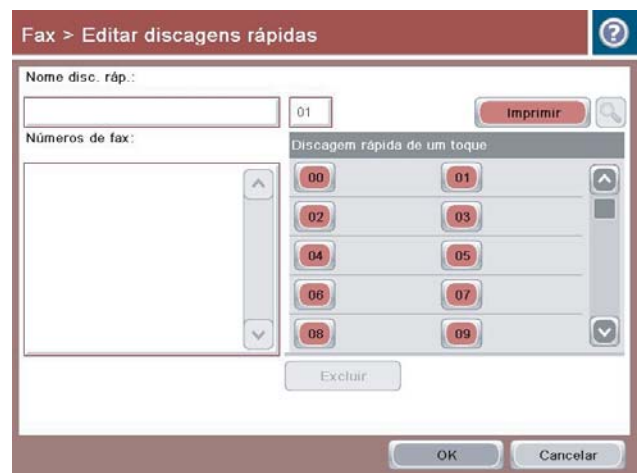 Fax > Editar discagens rápidas
Nome disc. ráp.:
01
Imprimir
Números de fax:
Discagem rápida de um toque
00 01
02 03
04 05
06 07
08 09
Excluir
OK Cancelar